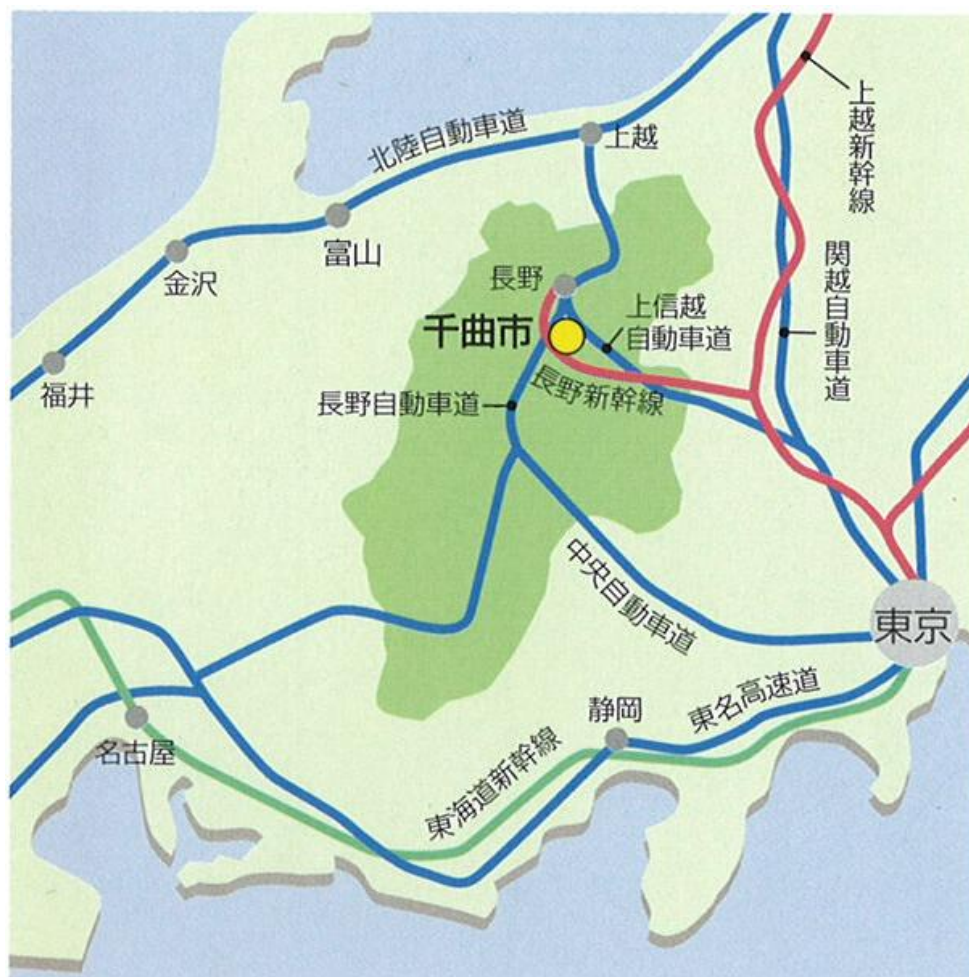 北陸自動車道
上越
上越新幹線
富山
金沢
関越自動車道
長野
上信越
自動車道
千曲市
福井
長野新幹線
長野自動車道
中央自動車道
東京
静岡
東名高速道
名古屋
東海道新幹線